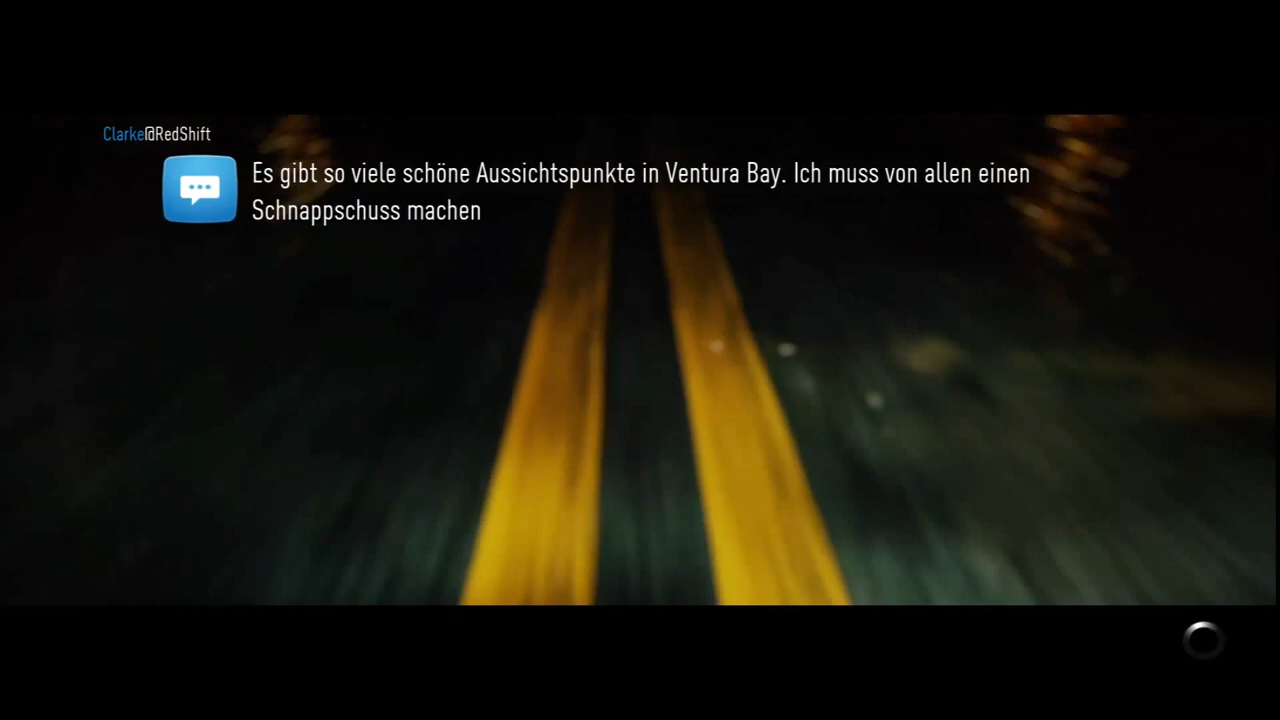 Clarke@RedShift
Es gibt so viele schöne Aussichtspunkte in Ventura Bay. Ich muss von allen einen
Schnappschuss machen